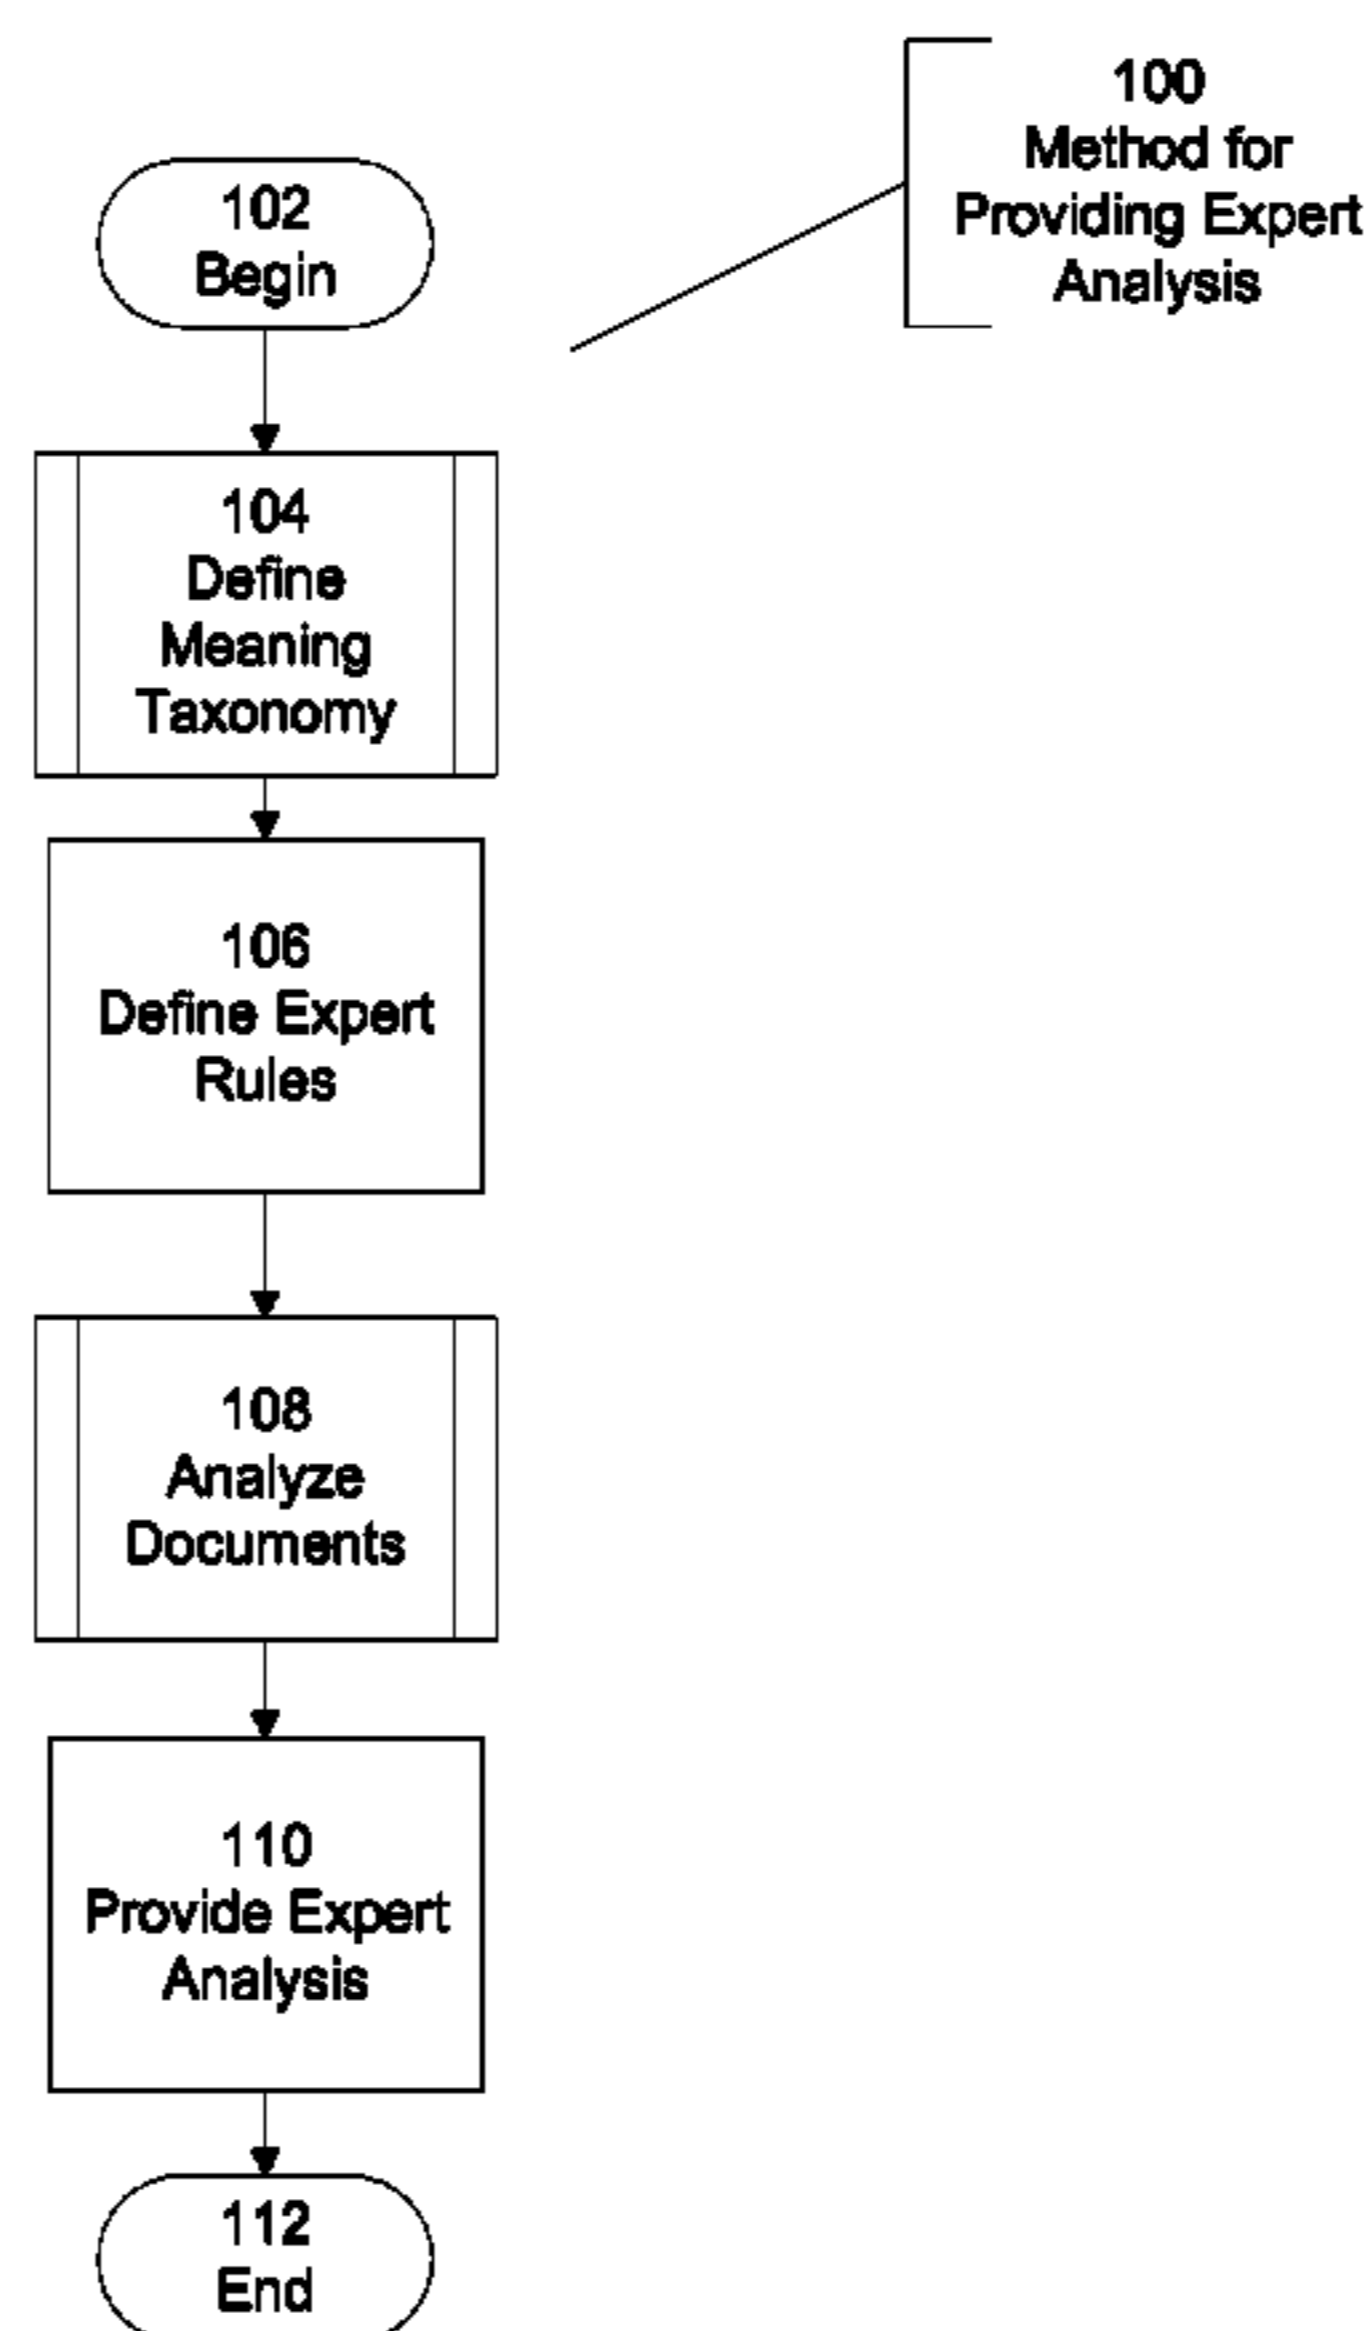 100
Method for
Providing Expert
Analysis
102
Begin
104
Define
Meaning
Taxonomy
106
Define Expert
Rules
108
Analyze
Documents
110
Provide Expert
Analysis
112
End